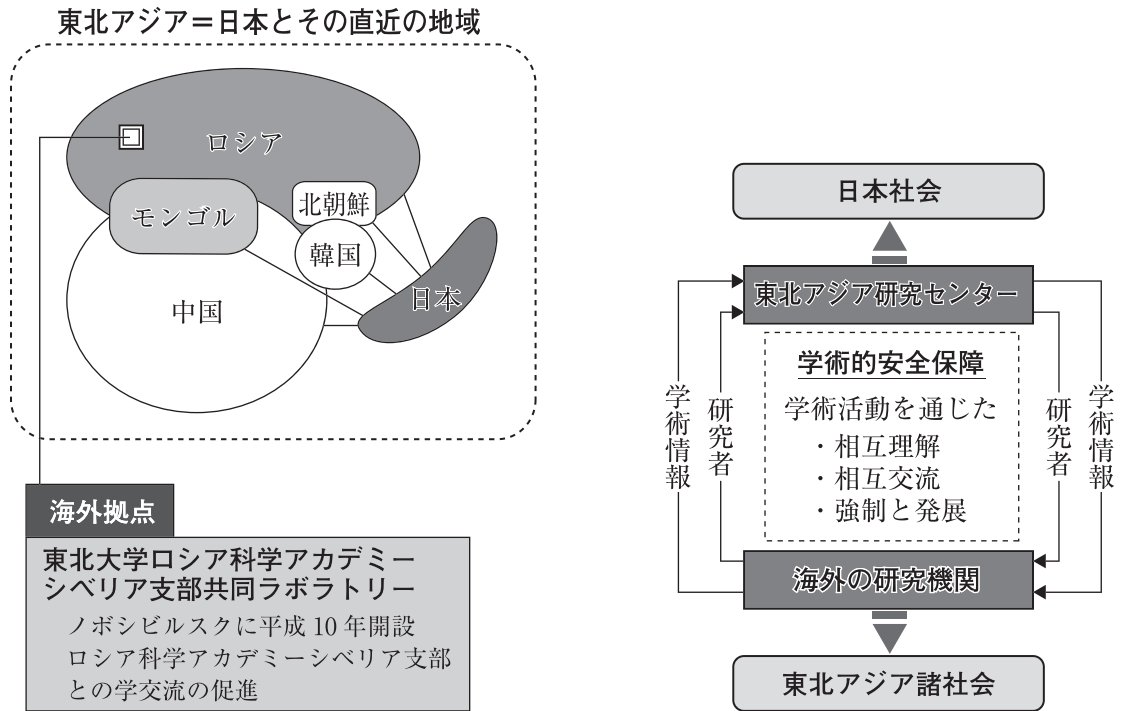 東北アジア＝日本とその直近の地域
ロシア
モンゴル
北朝鮮
韓国
中国
日本
海外拠点
東北大学ロシア科学アカデミー
シベリア支部共同ラボラトリー
ノボシビルスクに平成 10 年開設
ロシア科学アカデミーシベリア支部
との学交流の促進
日本社会
東北アジア研究センター
学術情報
研究者
学術的安全保障
学術活動を通じた
・相互理解
・相互交流
・強制と発展
研究者
学術情報
海外の研究機関
東北アジア諸社会